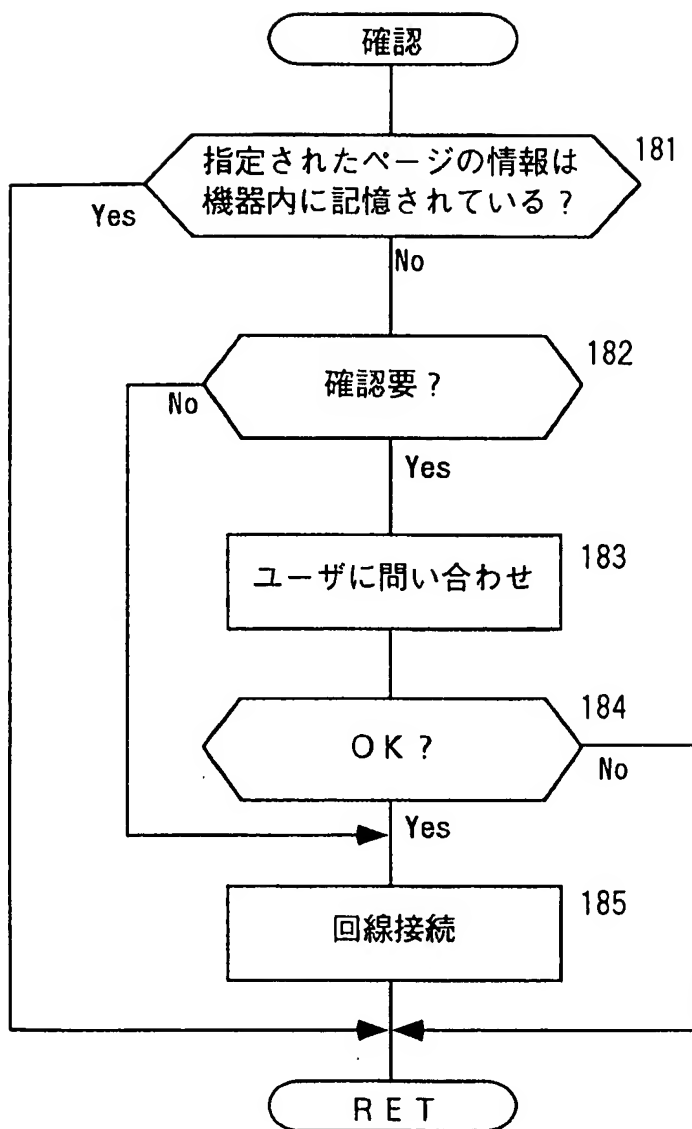 確認
指定されたページの情報は
機器内に記憶されている?
181
Yes
No
確認要?
182
No
Yes
ユーザに問い合わせ
183
OK?
184
No
Yes
回線接続
185
RET